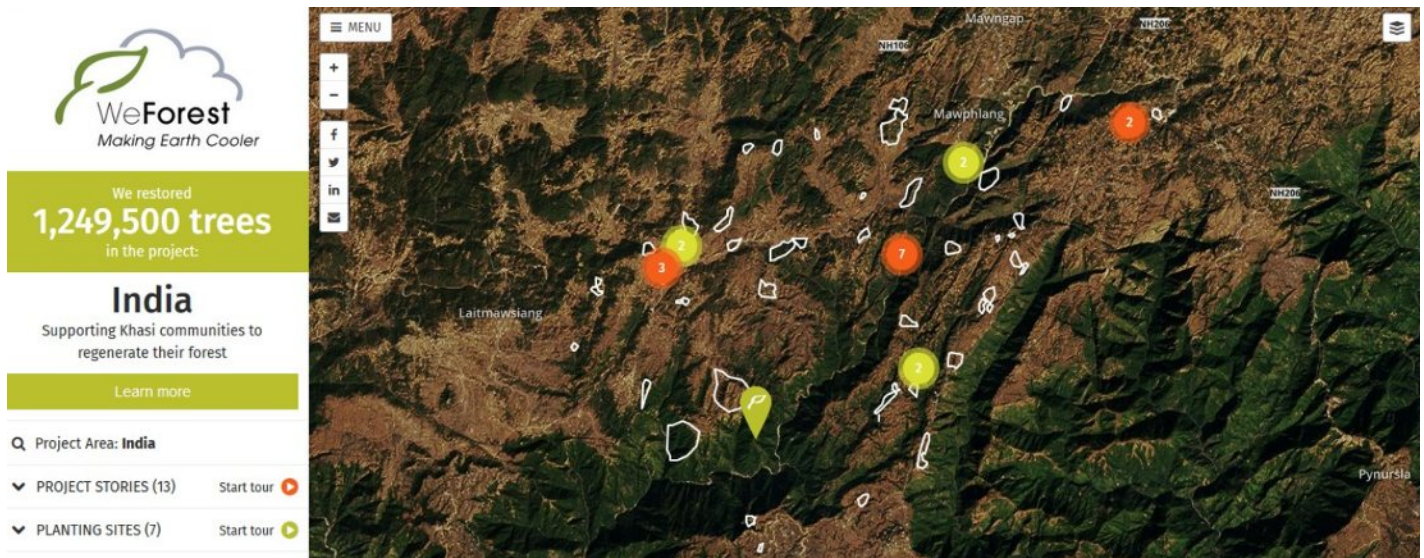 WeForest
Making Earth Cooler
We restored
1,249,500 trees
in the project:
India
Supporting Khasi communities to
regenerate their forest
Learn more
Project Area: India
PROJECT STORIES (13) Start tour
PLANTING SITES (7) Start tour
MENU
+
−
f
in
Mawngap
NH206
NH106
Mawphlang
2
2
NH206
2
3
7
Laitmawsiang
2
Pynursla